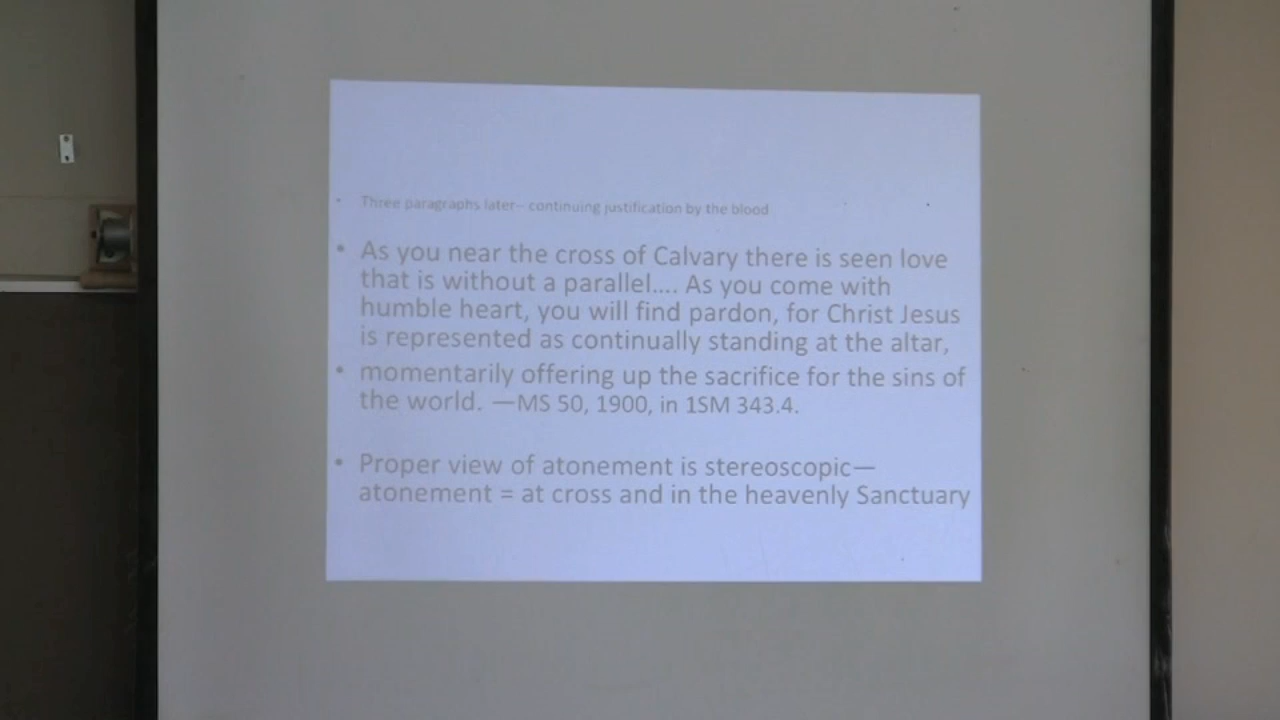 • Three paragraphs later– continuing justification by the blood
• As you near the cross of Calvary there is seen love
that is without a parallel.... As you come with
humble heart, you will find pardon, for Christ Jesus
is represented as continually standing at the altar,
• momentarily offering up the sacrifice for the sins of
the world. —MS 50, 1900, in 1SM 343.4.
• Proper view of atonement is stereoscopic—
atonement = at cross and in the heavenly Sanctuary